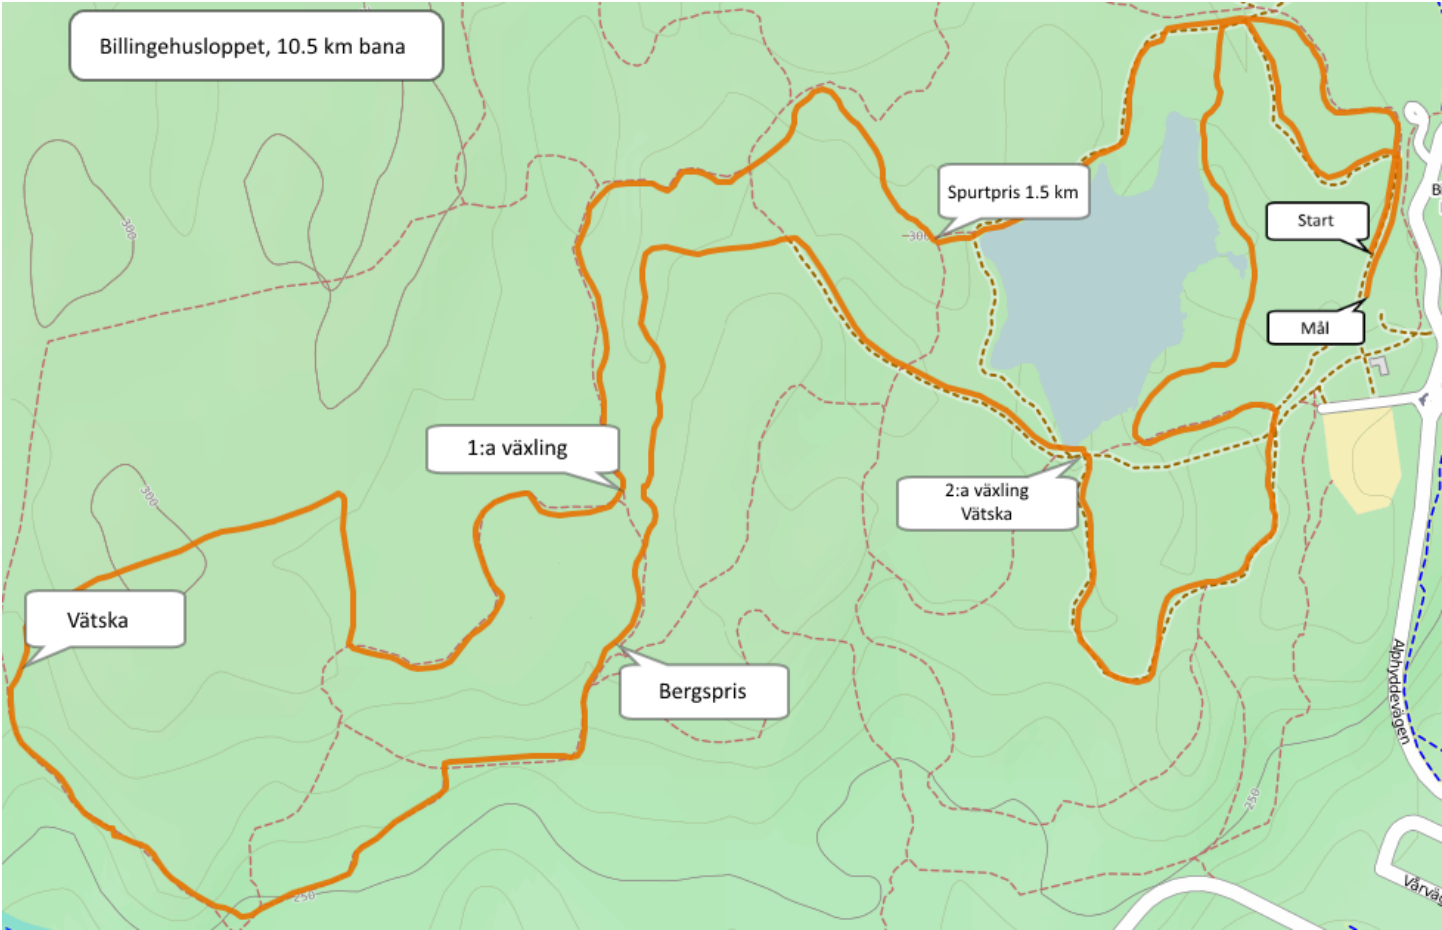 Billingehusloppet, 10.5 km bana
300
Spurtpris 1.5 km
300
Start
Mål
1:a växling
2:a växling
Vätska
300
Vätska
Bergspris
Alphyddevägen
250
250
Vårväg
B